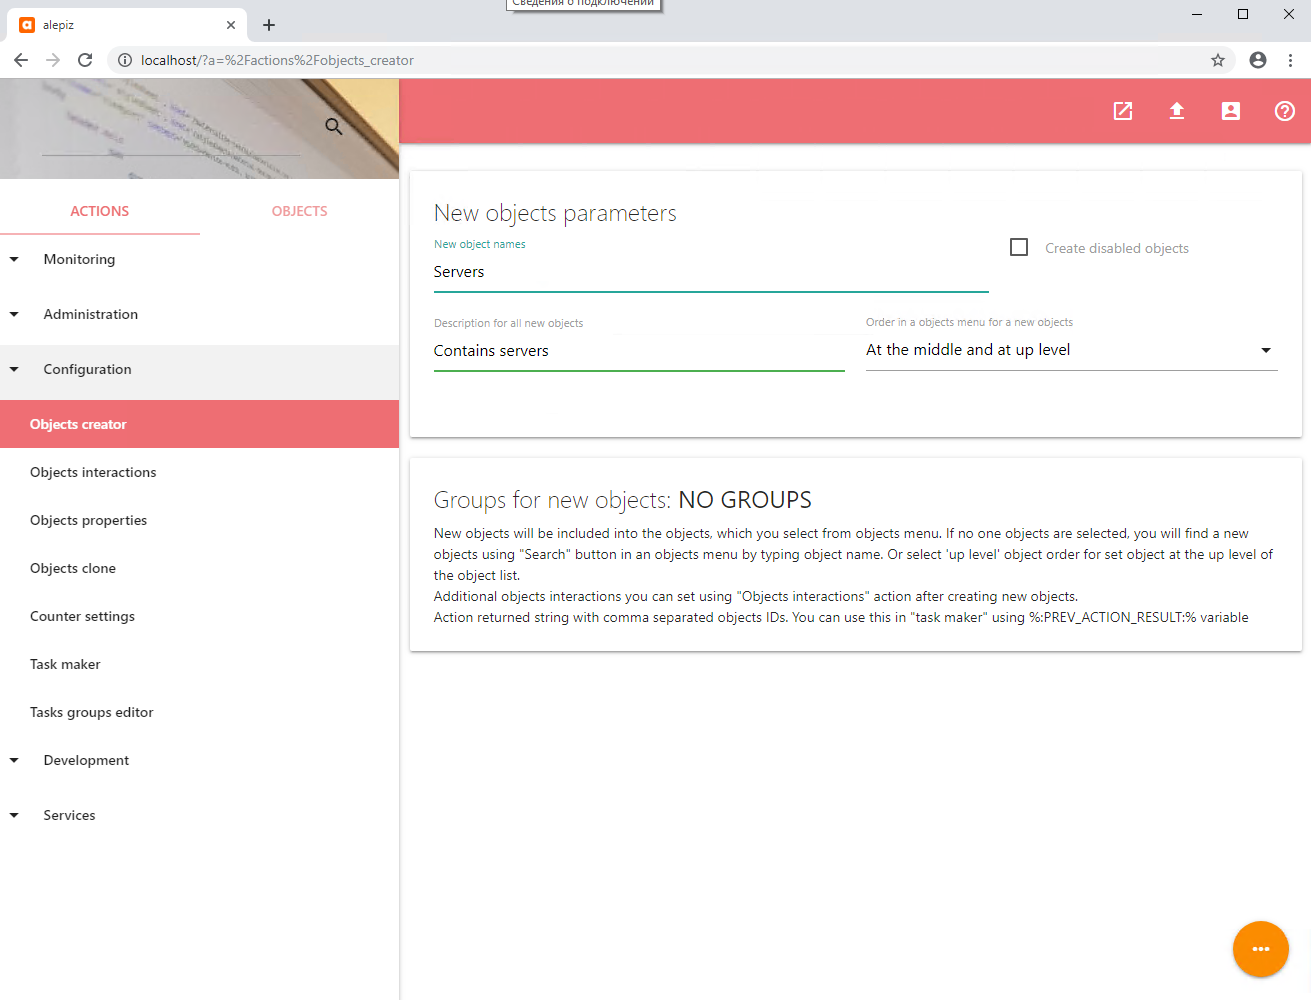 Сведения о подключении
alepiz
localhost/?a=%2Factions%2Fobjects_creator
ACTIONS
OBJECTS
Monitoring
Administration
Configuration
Objects creator
Objects interactions
Objects properties
Objects clone
Counter settings
Task maker
Tasks groups editor
Development
Services
New objects parameters
New object names
Servers
Create disabled objects
Description for all new objects
Contains servers
Order in a objects menu for a new objects
At the middle and at up level
Groups for new objects: NO GROUPS
New objects will be included into the objects, which you select from objects menu. If no one objects are selected, you will find a new
objects using "Search" button in an objects menu by typing object name. Or select 'up level' object order for set object at the up level of
the object list.
Additional objects interactions you can set using "Objects interactions" action after creating new objects.
Action returned string with comma separated objects IDs. You can use this in "task maker" using %:PREV_ACTION_RESULT:% variable